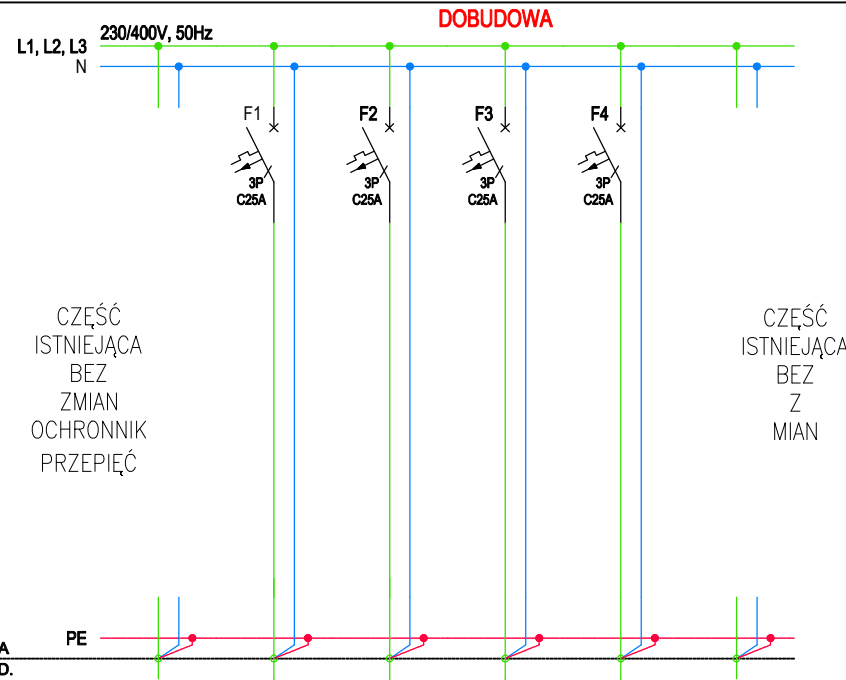 DOBUDOWA
230/400V, 50Hz
L1, L2, L3
N
F1
F2
F3
F4
3P
C25A
3P
C25A
3P
C25A
3P
C25A
CZĘŚĆ
ISTNIEJĄCA
BEZ
ZMIAN
OCHRONNIK
PRZEPIĘĆ
CZĘŚĆ
ISTNIEJĄCA
BEZ
Z
MIAN
PE
A
D.